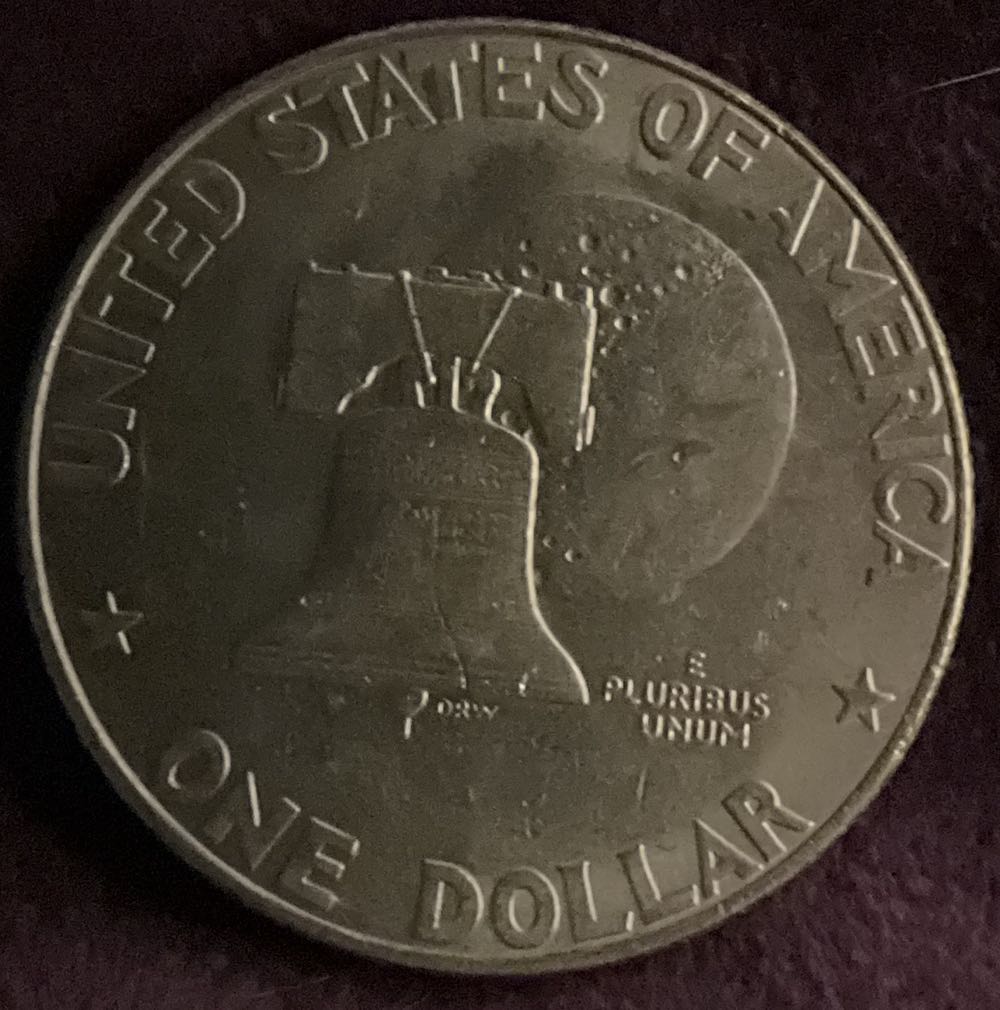 UNITED STATES OF AMERICA
E
PLURIBUS
UNUM
ONE DOLLAR